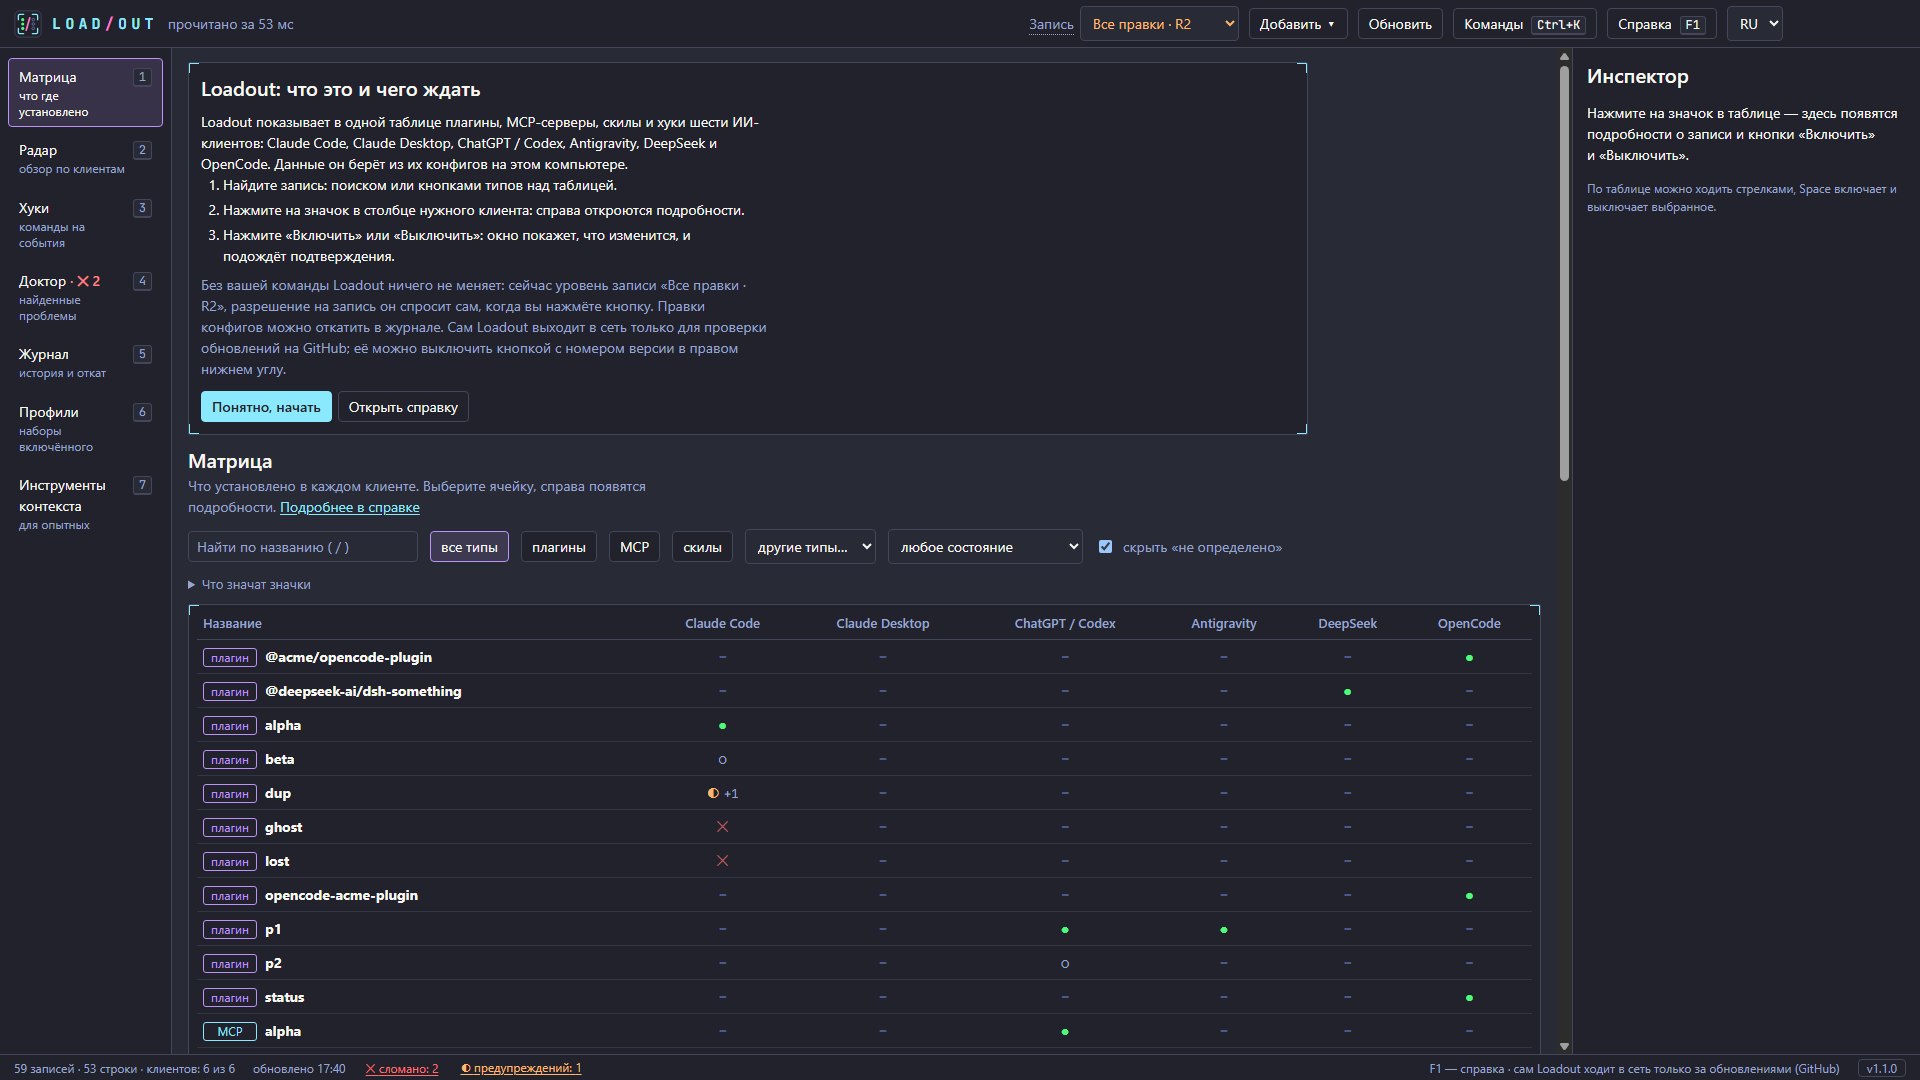 LOAD/OUT прочитано за 53 мс
Запись Все правки · R2 Добавить ▾ Обновить Команды Ctrl+K Справка F1 RU
Матрица 1
что где
установлено
Радар 2
обзор по клиентам
Хуки 3
команды на
события
Доктор · ✕ 2 4
найденные
проблемы
Журнал 5
история и откат
Профили 6
наборы
включённого
Инструменты 7
контекста
для опытных
Loadout: что это и чего ждать
Loadout показывает в одной таблице плагины, MCP-серверы, скилы и хуки шести ИИ-
клиентов: Claude Code, Claude Desktop, ChatGPT / Codex, Antigravity, DeepSeek и
OpenCode. Данные он берёт из их конфигов на этом компьютере.
1. Найдите запись: поиском или кнопками типов над таблицей.
2. Нажмите на значок в столбце нужного клиента: справа откроются подробности.
3. Нажмите «Включить» или «Выключить»: окно покажет, что изменится, и
подождёт подтверждения.
Без вашей команды Loadout ничего не меняет: сейчас уровень записи «Все правки ·
R2», разрешение на запись он спросит сам, когда вы нажмёте кнопку. Правки
конфигов можно откатить в журнале. Сам Loadout выходит в сеть только для проверки
обновлений на GitHub; её можно выключить кнопкой с номером версии в правом
нижнем углу.
Понятно, начать Открыть справку
Матрица
Что установлено в каждом клиенте. Выберите ячейку, справа появятся
подробности. Подробнее в справке
Найти по названию ( / ) все типы плагины MCP скилы другие типы... любое состояние скрыть «не определено»
▶ Что значат значки
Название Claude Code Claude Desktop ChatGPT / Codex Antigravity DeepSeek OpenCode
плагин @acme/opencode-plugin – – – – – ●
плагин @deepseek-ai/dsh-something – – – – ● –
плагин alpha ● – – – – –
плагин beta ○ – – – – –
плагин dup ◐ +1 – – – – –
плагин ghost ✕ – – – – –
плагин lost ✕ – – – – –
плагин opencode-acme-plugin – – – – – ●
плагин p1 – – ● ● – –
плагин p2 – – ○ – – –
плагин status – – – – – ●
MCP alpha – – ● – – –
Инспектор
Нажмите на значок в таблице — здесь появятся
подробности о записи и кнопки «Включить»
и «Выключить».
По таблице можно ходить стрелками, Space включает и
выключает выбранное.
59 записей · 53 строки · клиентов: 6 из 6 обновлено 17:40 ✕ сломано: 2 ◐ предупреждений: 1
F1 — справка · сам Loadout ходит в сеть только за обновлениями (GitHub) v1.1.0